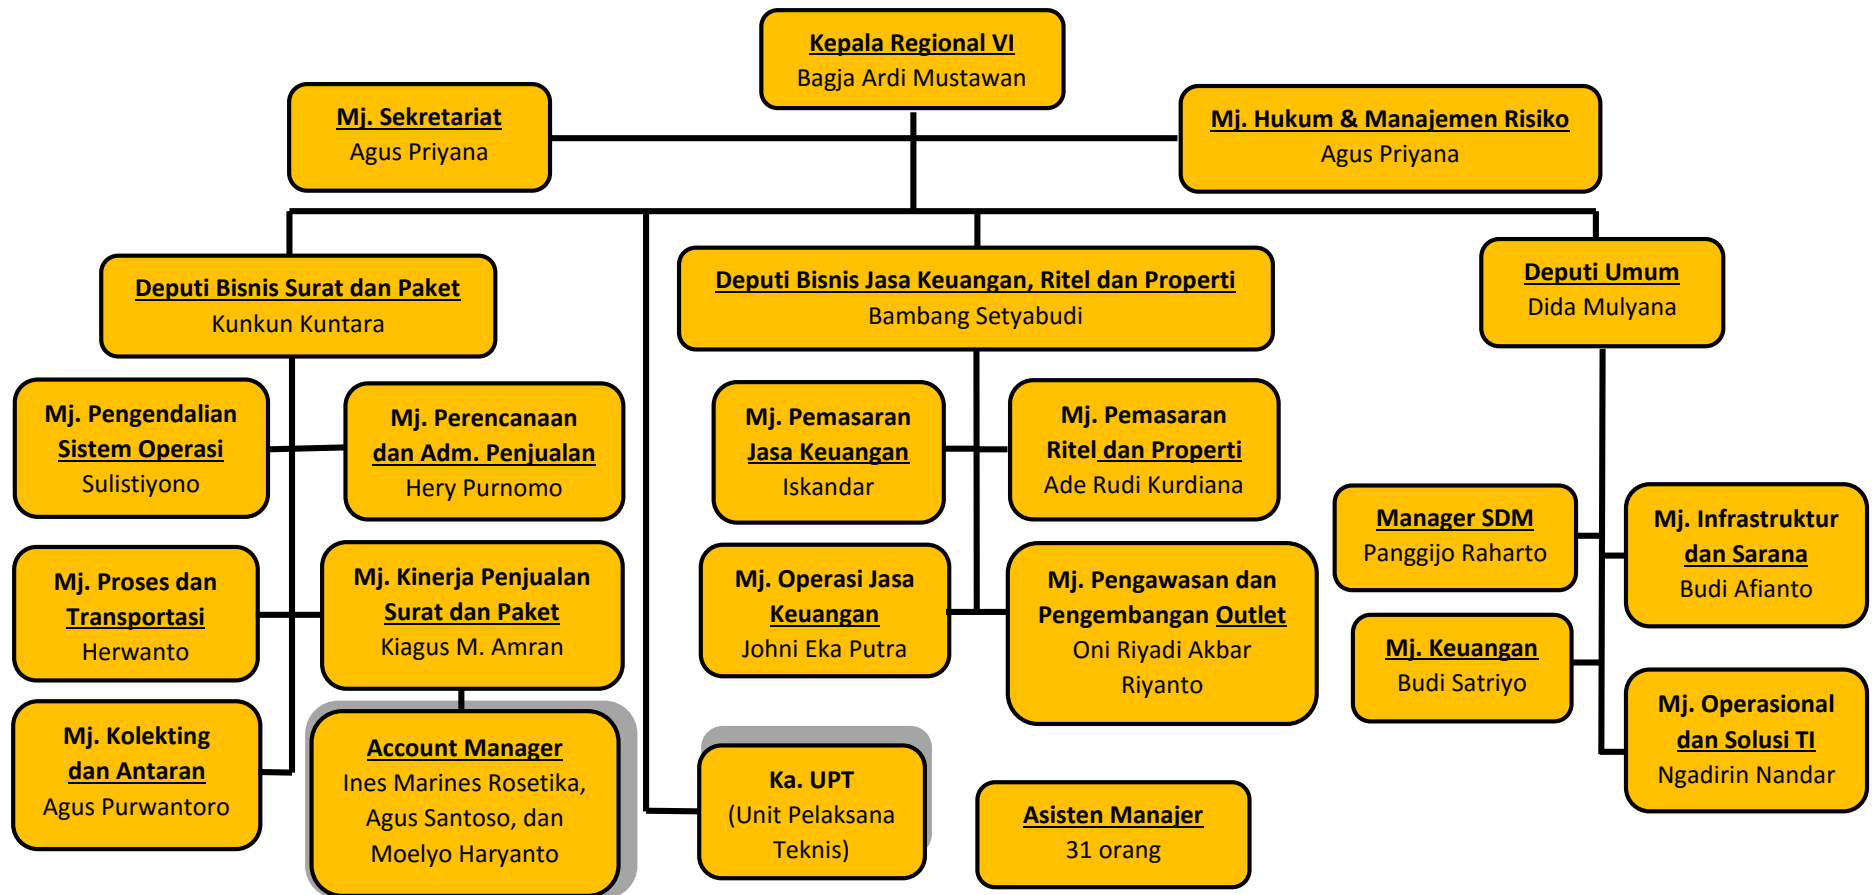 Kepala Regional VI
Bagja Ardi Mustawan
Mj. Sekretariat
Agus Priyana
Mj. Hukum & Manajemen Risiko
Agus Priyana
Deputi Bisnis Surat dan Paket
Kunkun Kuntara
Deputi Bisnis Jasa Keuangan, Ritel dan Properti
Bambang Setyabudi
Deputi Umum
Dida Mulyana
Mj. Pengendalian
Sistem Operasi
Sulistiyono
Mj. Perencanaan
dan Adm. Penjualan
Hery Purnomo
Mj. Pemasaran
Jasa Keuangan
Iskandar
Mj. Pemasaran
Ritel dan Properti
Ade Rudi Kurdiana
Manager SDM
Panggijo Raharto
Mj. Infrastruktur
dan Sarana
Budi Afianto
Mj. Proses dan
Transportasi
Herwanto
Mj. Kinerja Penjualan
Surat dan Paket
Kiagus M. Amran
Mj. Operasi Jasa
Keuangan
Johni Eka Putra
Mj. Pengawasan dan
Pengembangan Outlet
Oni Riyadi Akbar
Riyanto
Mj. Keuangan
Budi Satriyo
Mj. Operasional
dan Solusi TI
Ngadirin Nandar
Mj. Kolekting
dan Antaran
Agus Purwantoro
Account Manager
Ines Marines Rosetika,
Agus Santoso, dan
Moelyo Haryanto
Ka. UPT
(Unit Pelaksana
Teknis)
Asisten Manajer
31 orang